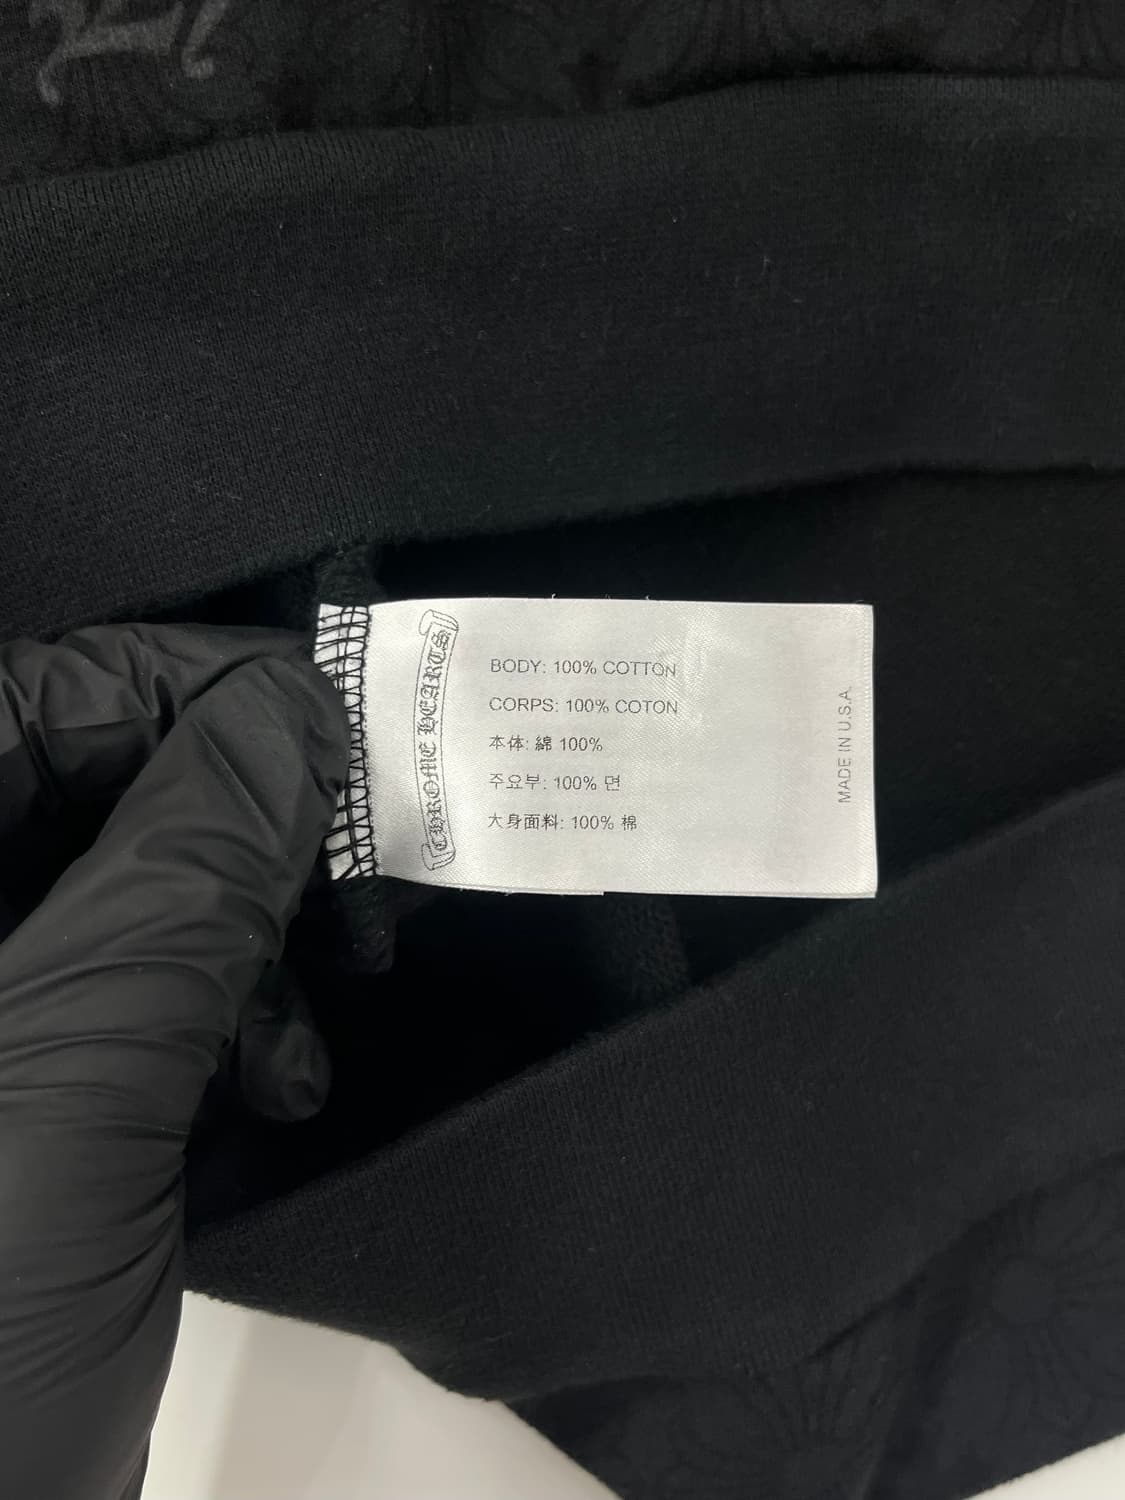 CHROME HEARTS
BODY: 100% COTTON
CORPS: 100% COTON
本体: 綿 100%
주요부: 100% 면
大身面料: 100% 棉
MADE IN U.S.A.